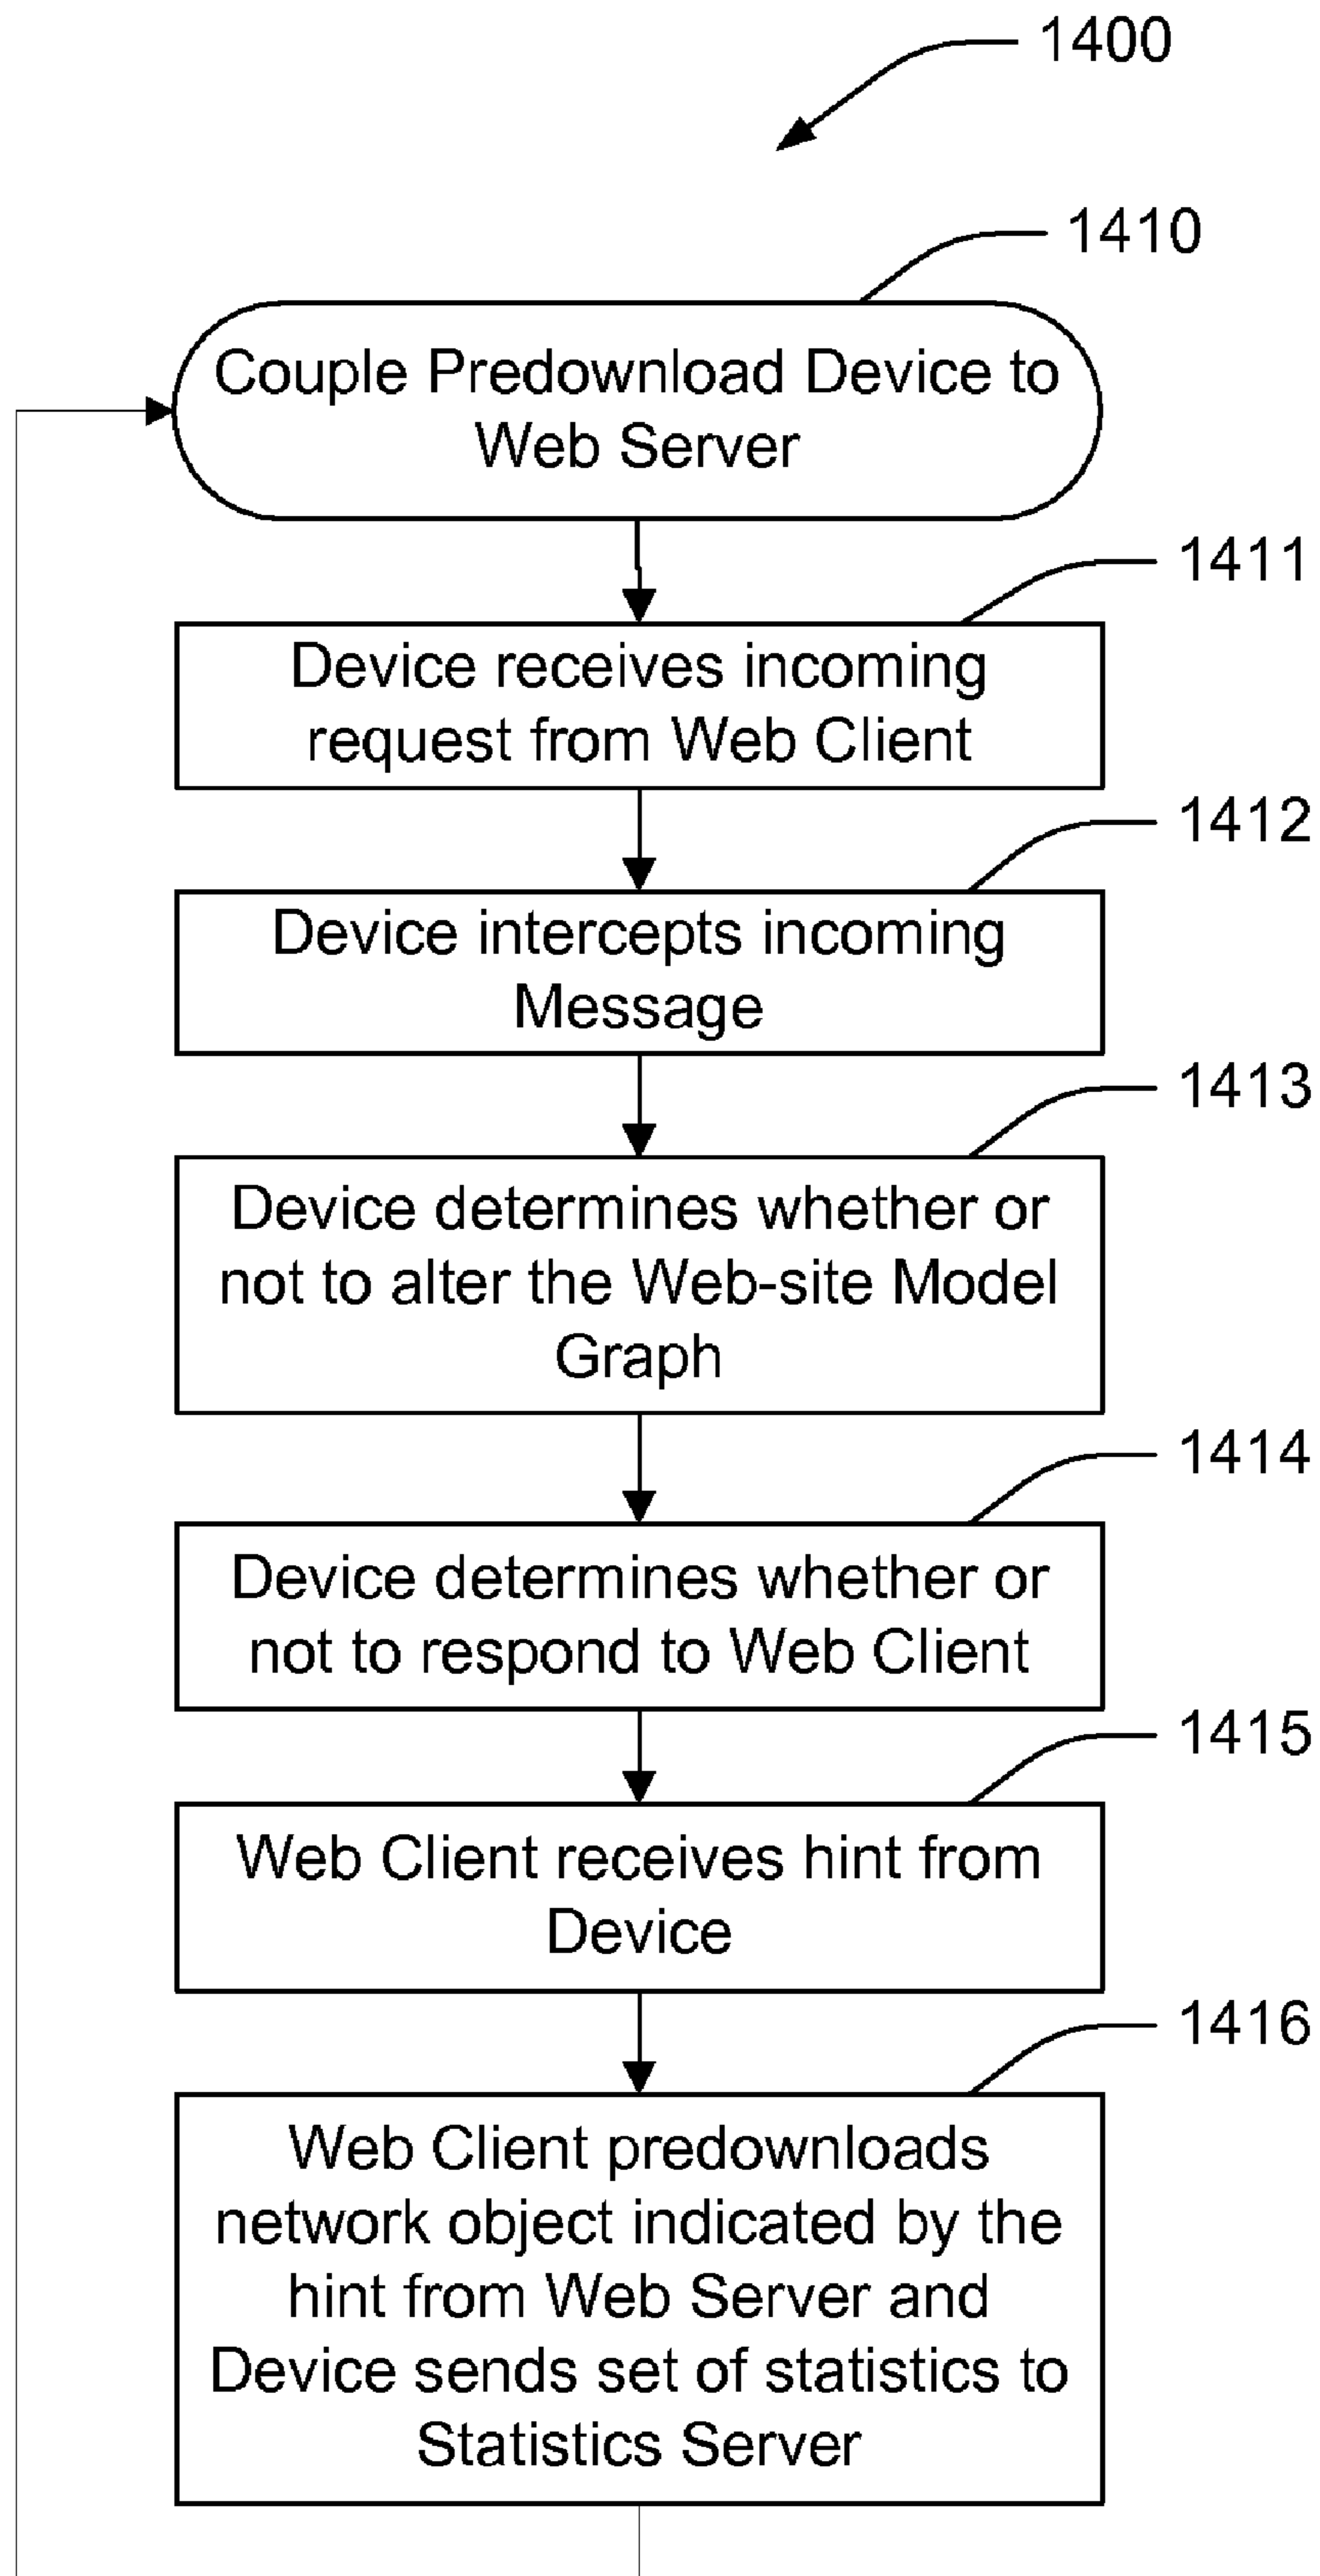 1400
1410
Couple Predownload Device to
Web Server
1411
Device receives incoming
request from Web Client
1412
Device intercepts incoming
Message
1413
Device determines whether or
not to alter the Web-site Model
Graph
1414
Device determines whether or
not to respond to Web Client
1415
Web Client receives hint from
Device
1416
Web Client predownloads
network object indicated by the
hint from Web Server and
Device sends set of statistics to
Statistics Server